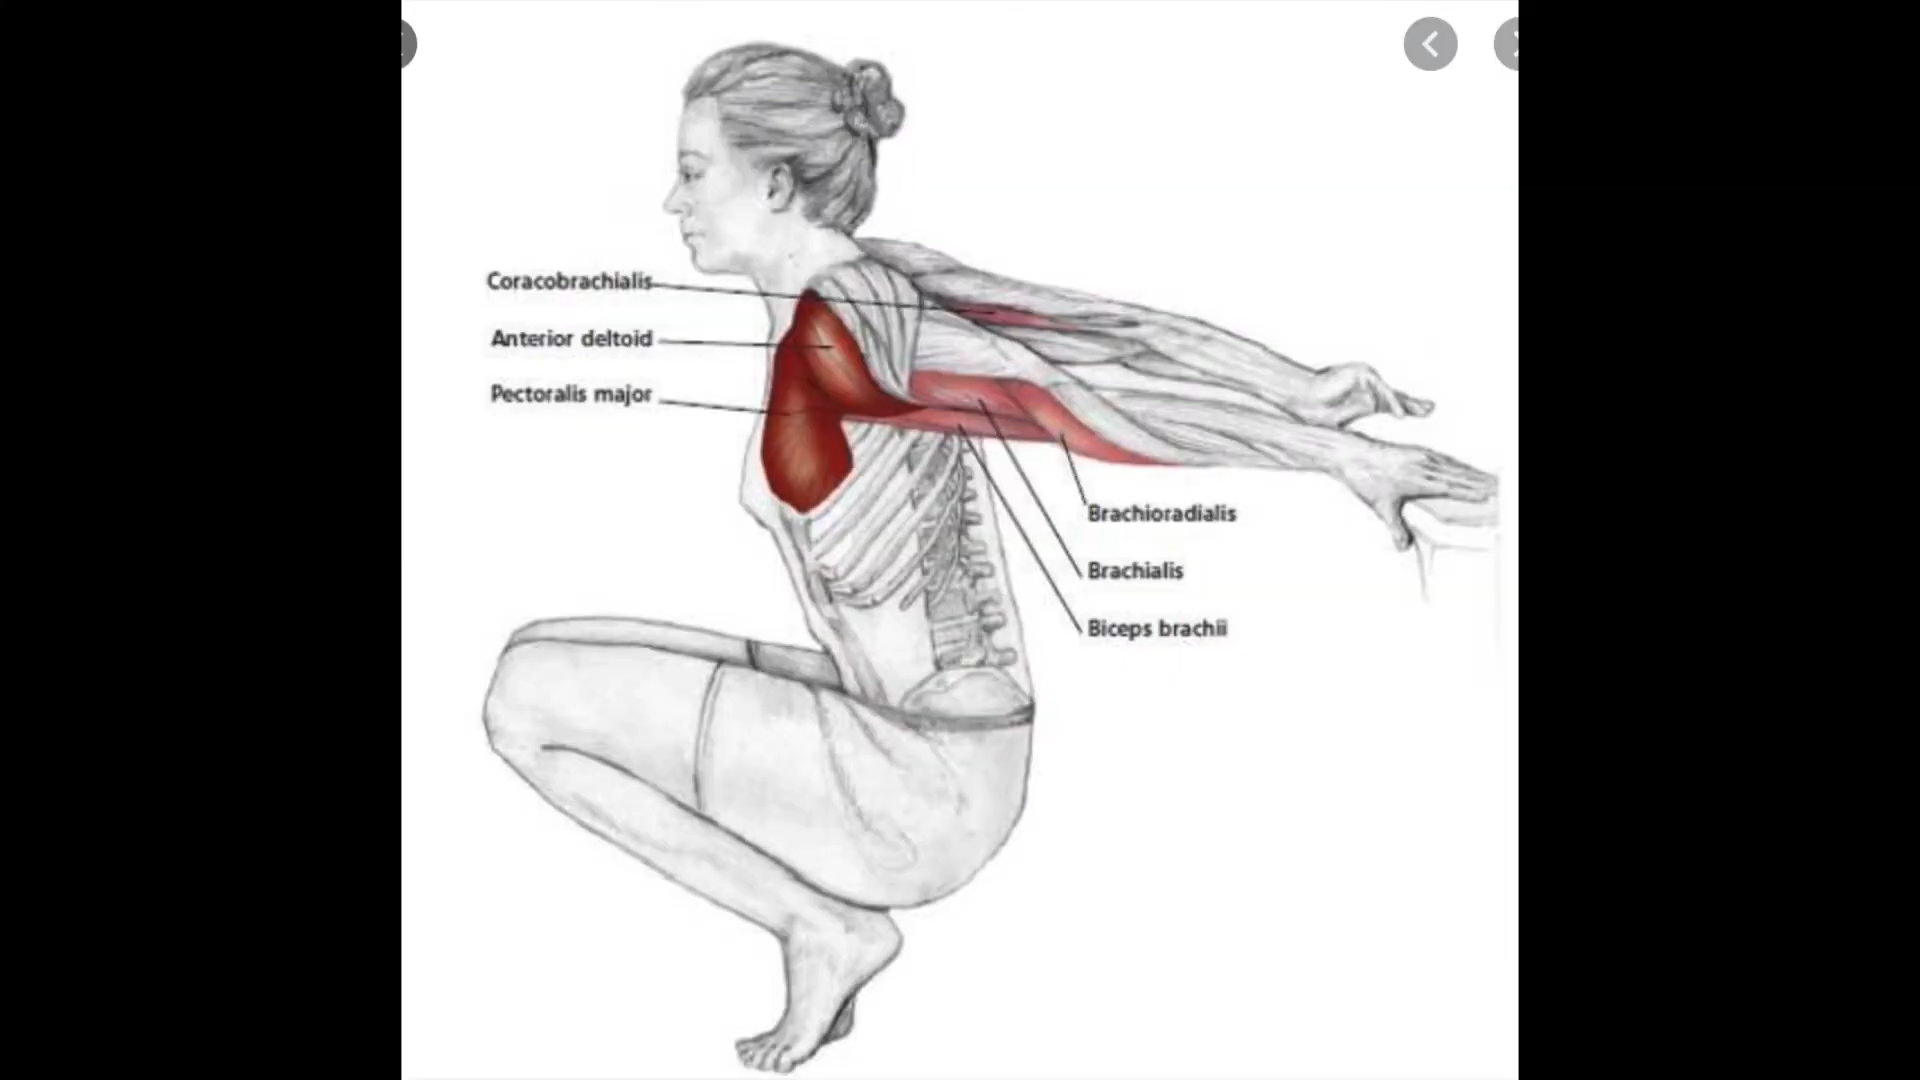 Coracobrachialis
Anterior deltoid
Pectoralis major
Brachioradialis
Brachialis
Biceps brachii